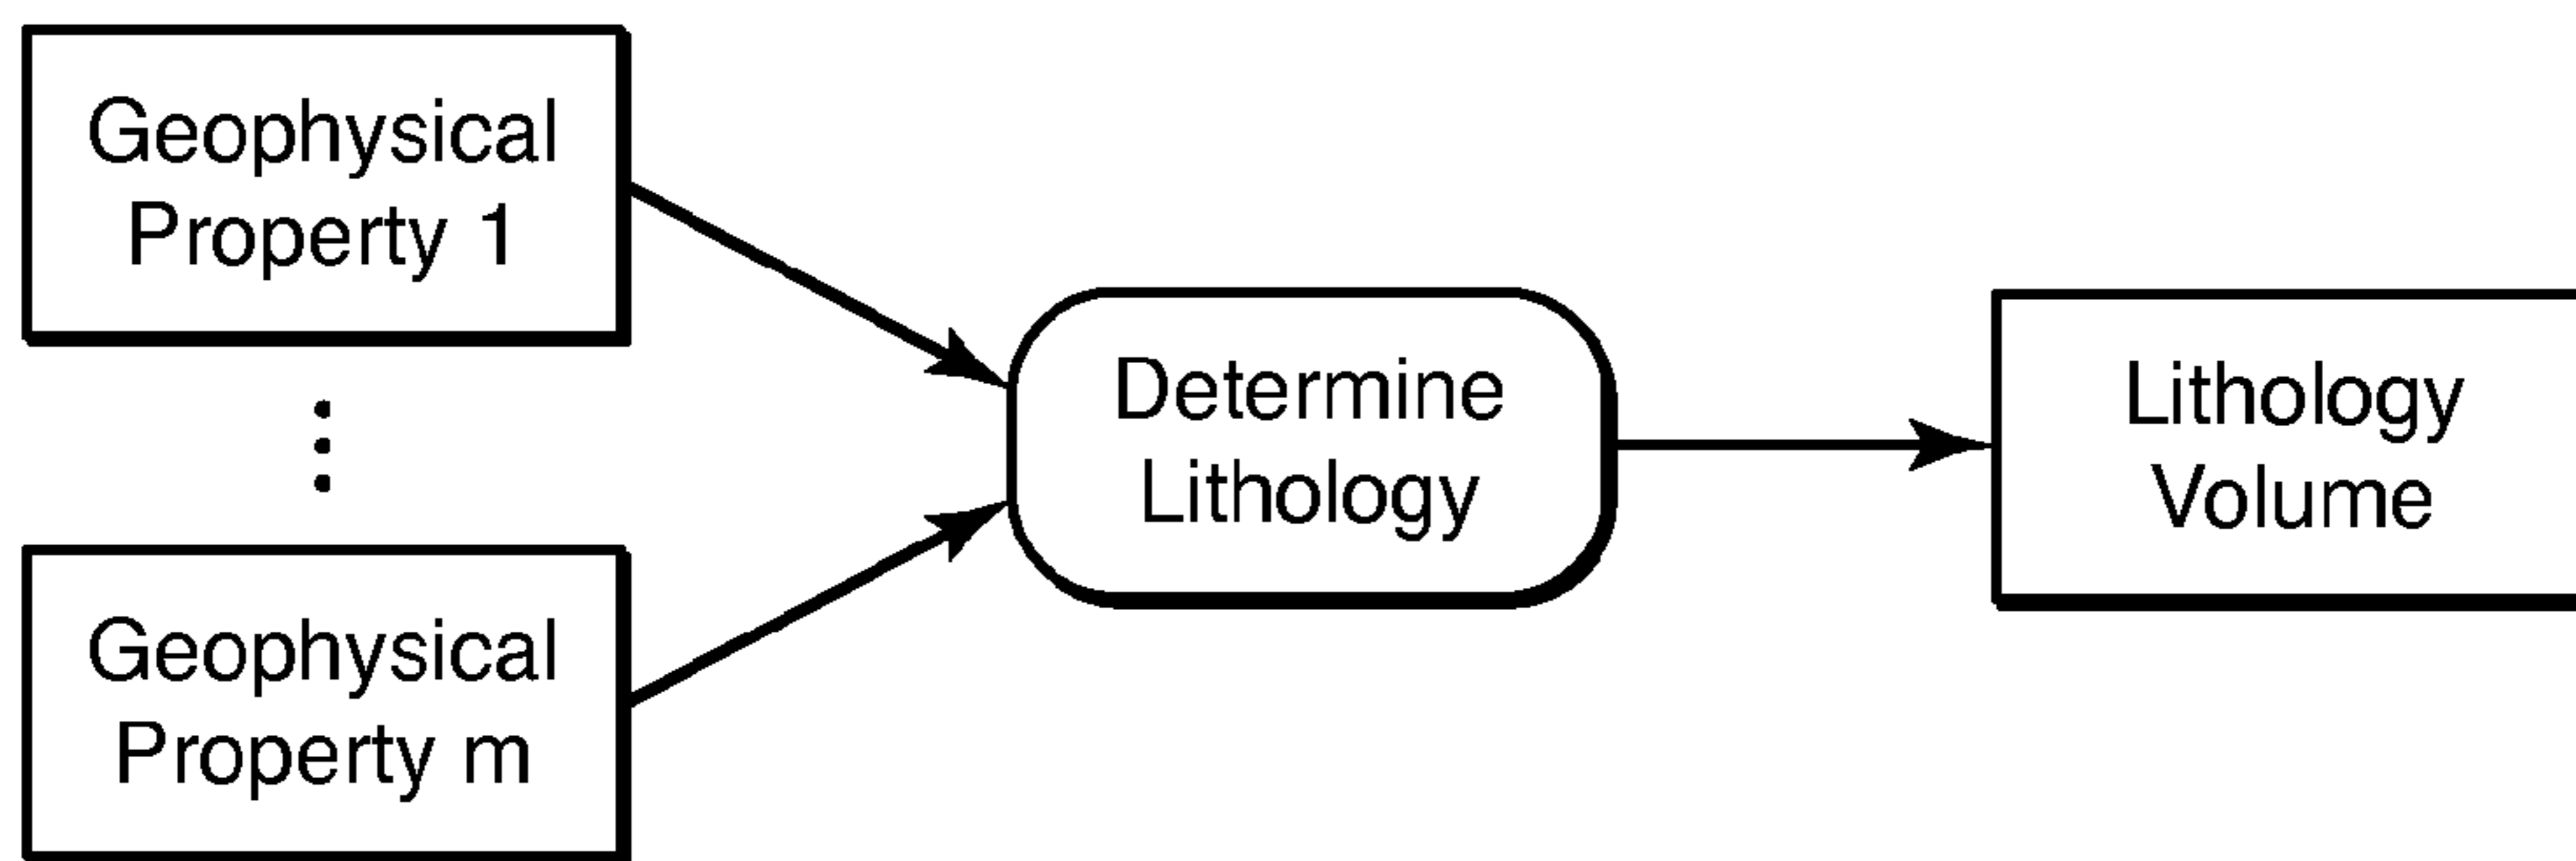 Geophysical
Property 1
Geophysical
Property m
Determine
Lithology
Lithology
Volume